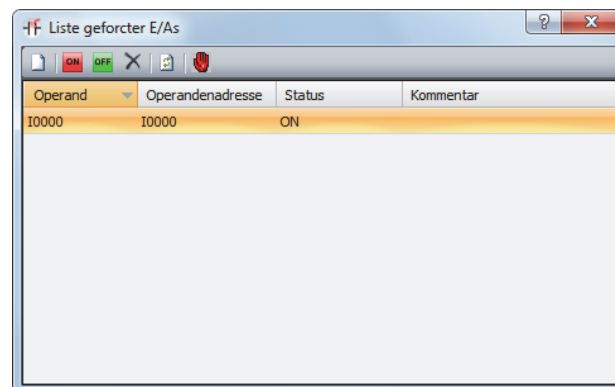 Liste geforcter E/As
ON OFF
Operand Operandenadresse Status Kommentar
I0000 I0000 ON